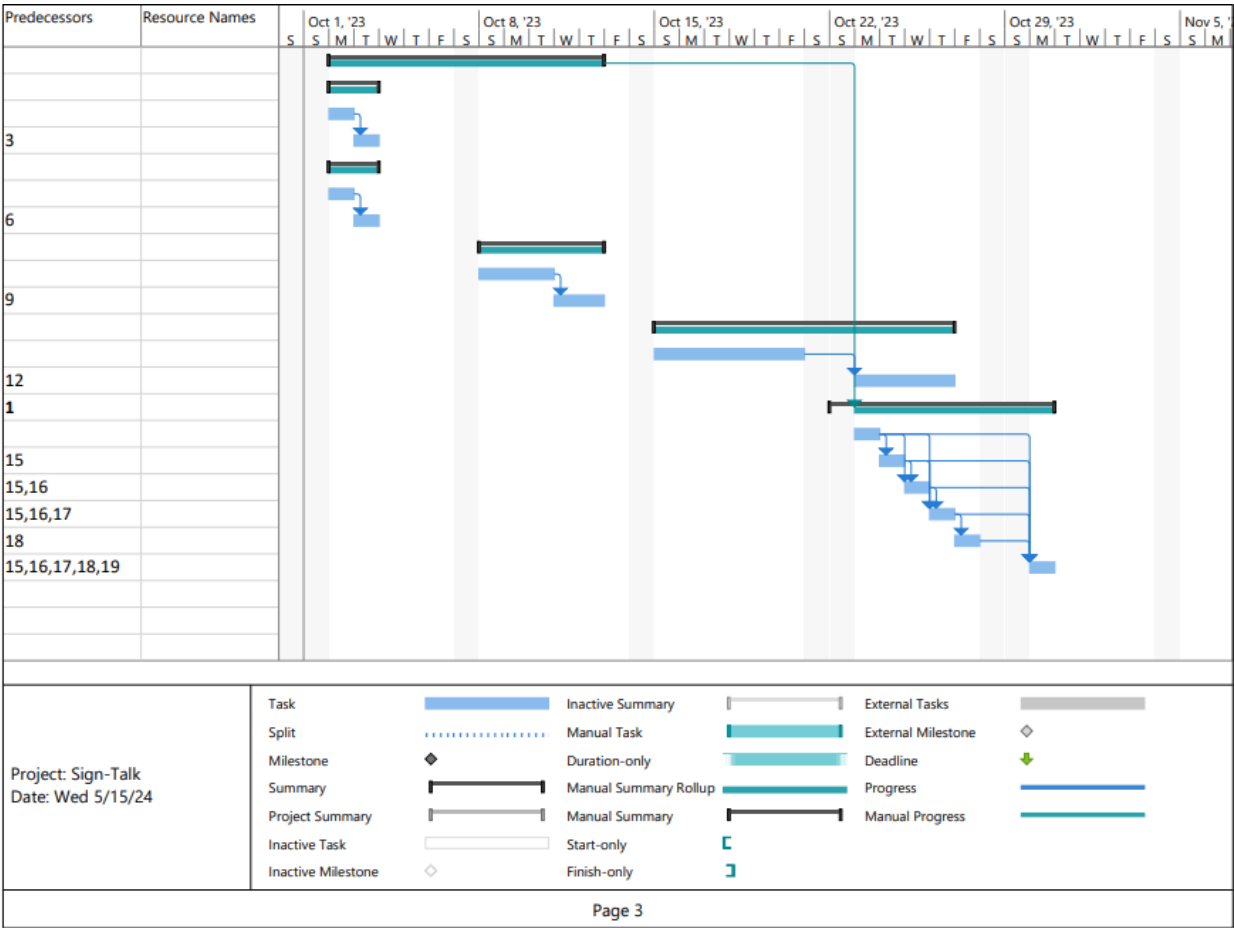 Predecessors Resource Names Oct 1, '23 Oct 8, '23 Oct 15, '23 Oct 22, '23 Oct 29, '23 Nov 5, '
S S M T W T F S S M T W T F S S M T W T F S S M T W T F S S M T W T F S S M
3
6
9
12
1
15
15,16
15,16,17
18
15,16,17,18,19
Project: Sign-Talk
Date: Wed 5/15/24
Task Inactive Summary External Tasks
Split Manual Task External Milestone
Milestone Duration-only Deadline
Summary Manual Summary Rollup Progress
Project Summary Manual Summary Manual Progress
Inactive Task Start-only
Inactive Milestone Finish-only
Page 3